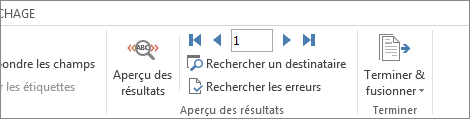 CHAGE
ondre les champs
r les étiquettes
ABC
Aperçu des
résultats
1
Rechercher un destinataire
Rechercher les erreurs
Aperçu des résultats
Terminer &
fusionner
Terminer